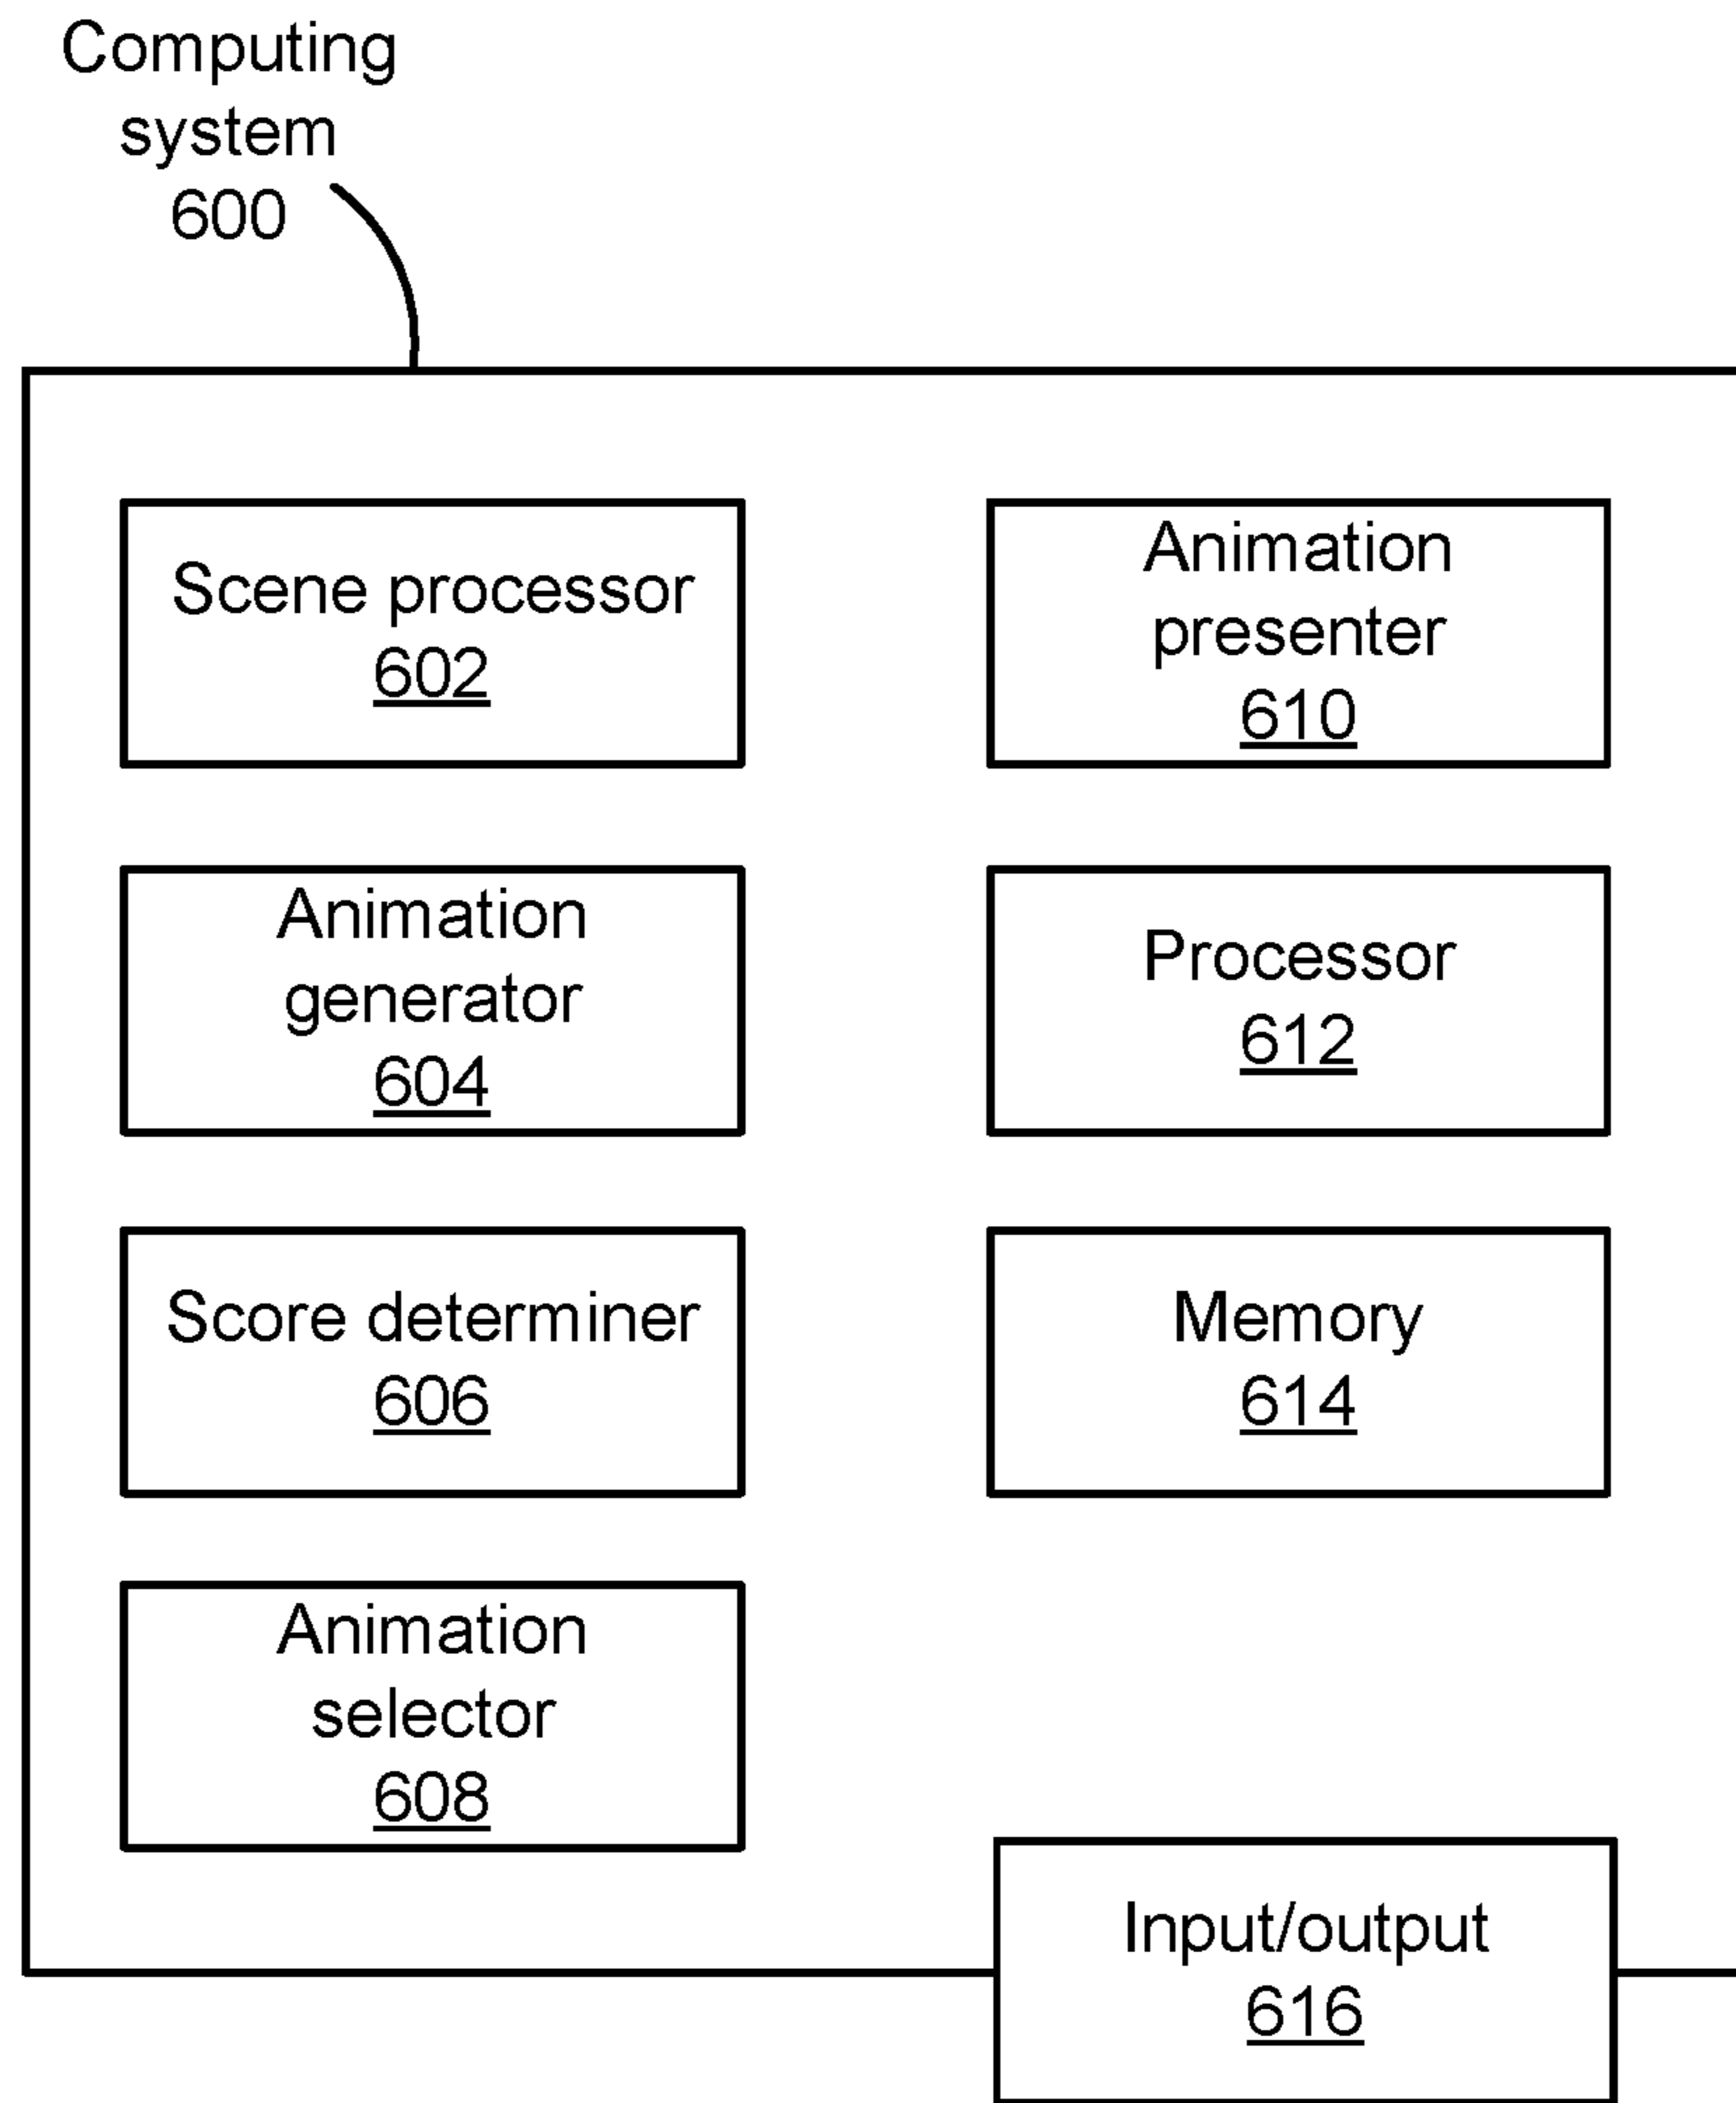 Computing
system
600
Scene processor
602
Animation
generator
604
Score determiner
606
Animation
selector
608
Animation
presenter
610
Processor
612
Memory
614
Input/output
616